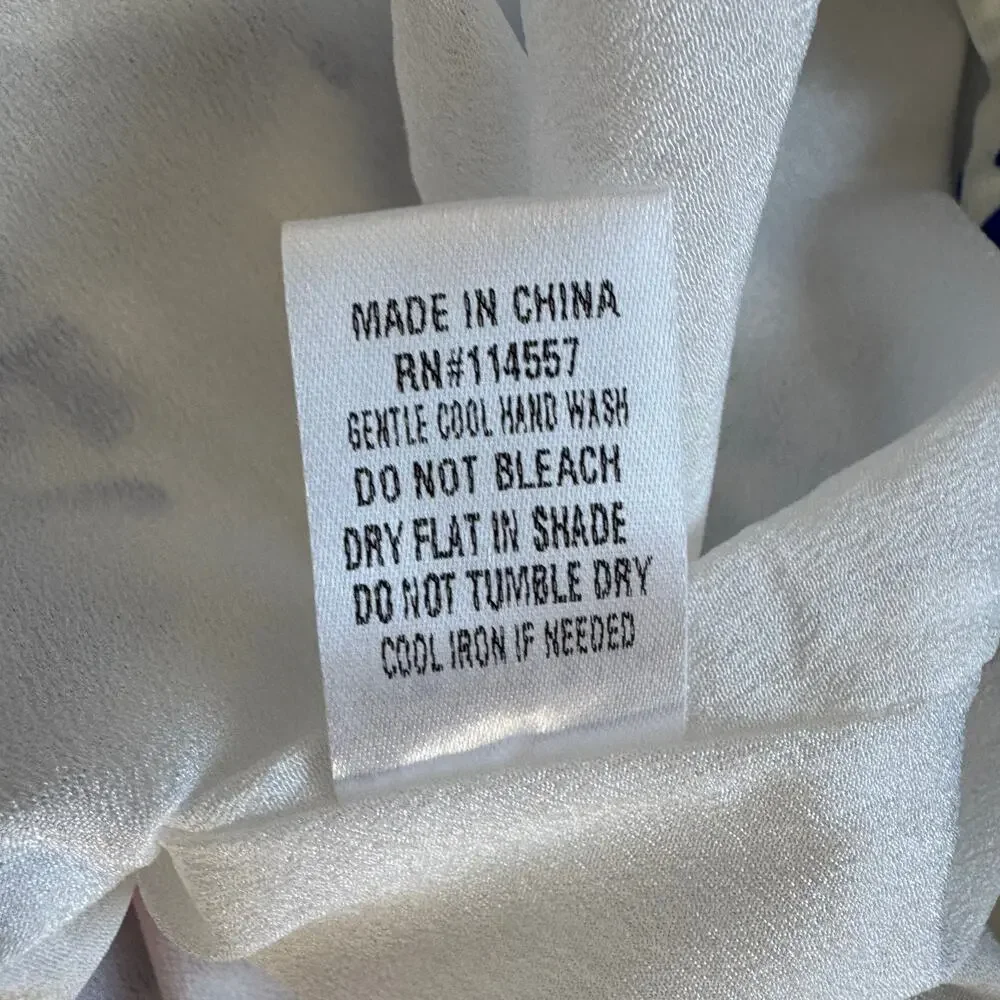 MADE IN CHINA
RN#114557
GENTLE COOL HAND WASH
DO NOT BLEACH
DRY FLAT IN SHADE
DO NOT TUMBLE DRY
COOL IRON IF NEEDED